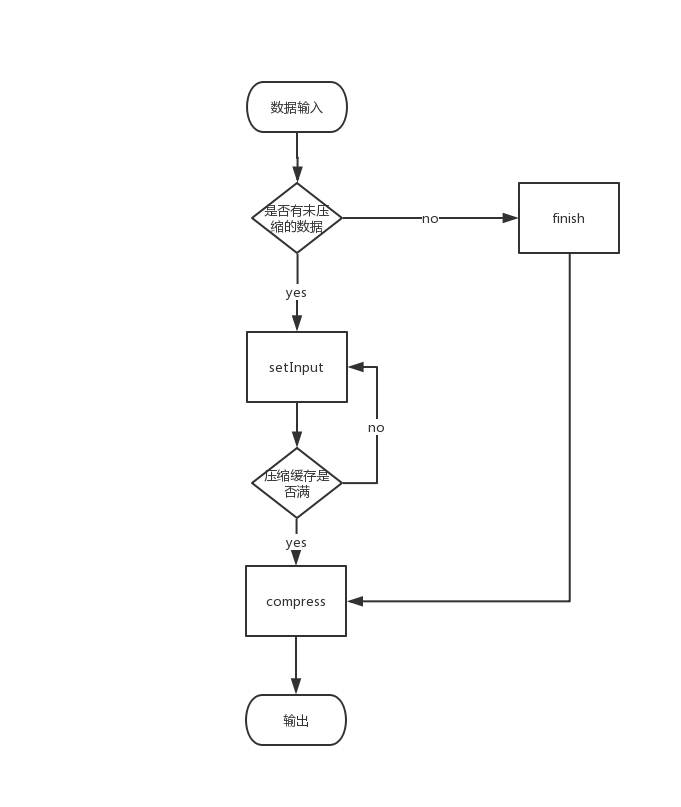 数据输入
是否有未压
缩的数据
no
finish
yes
setInput
no
压缩缓存是
否满
yes
compress
输出